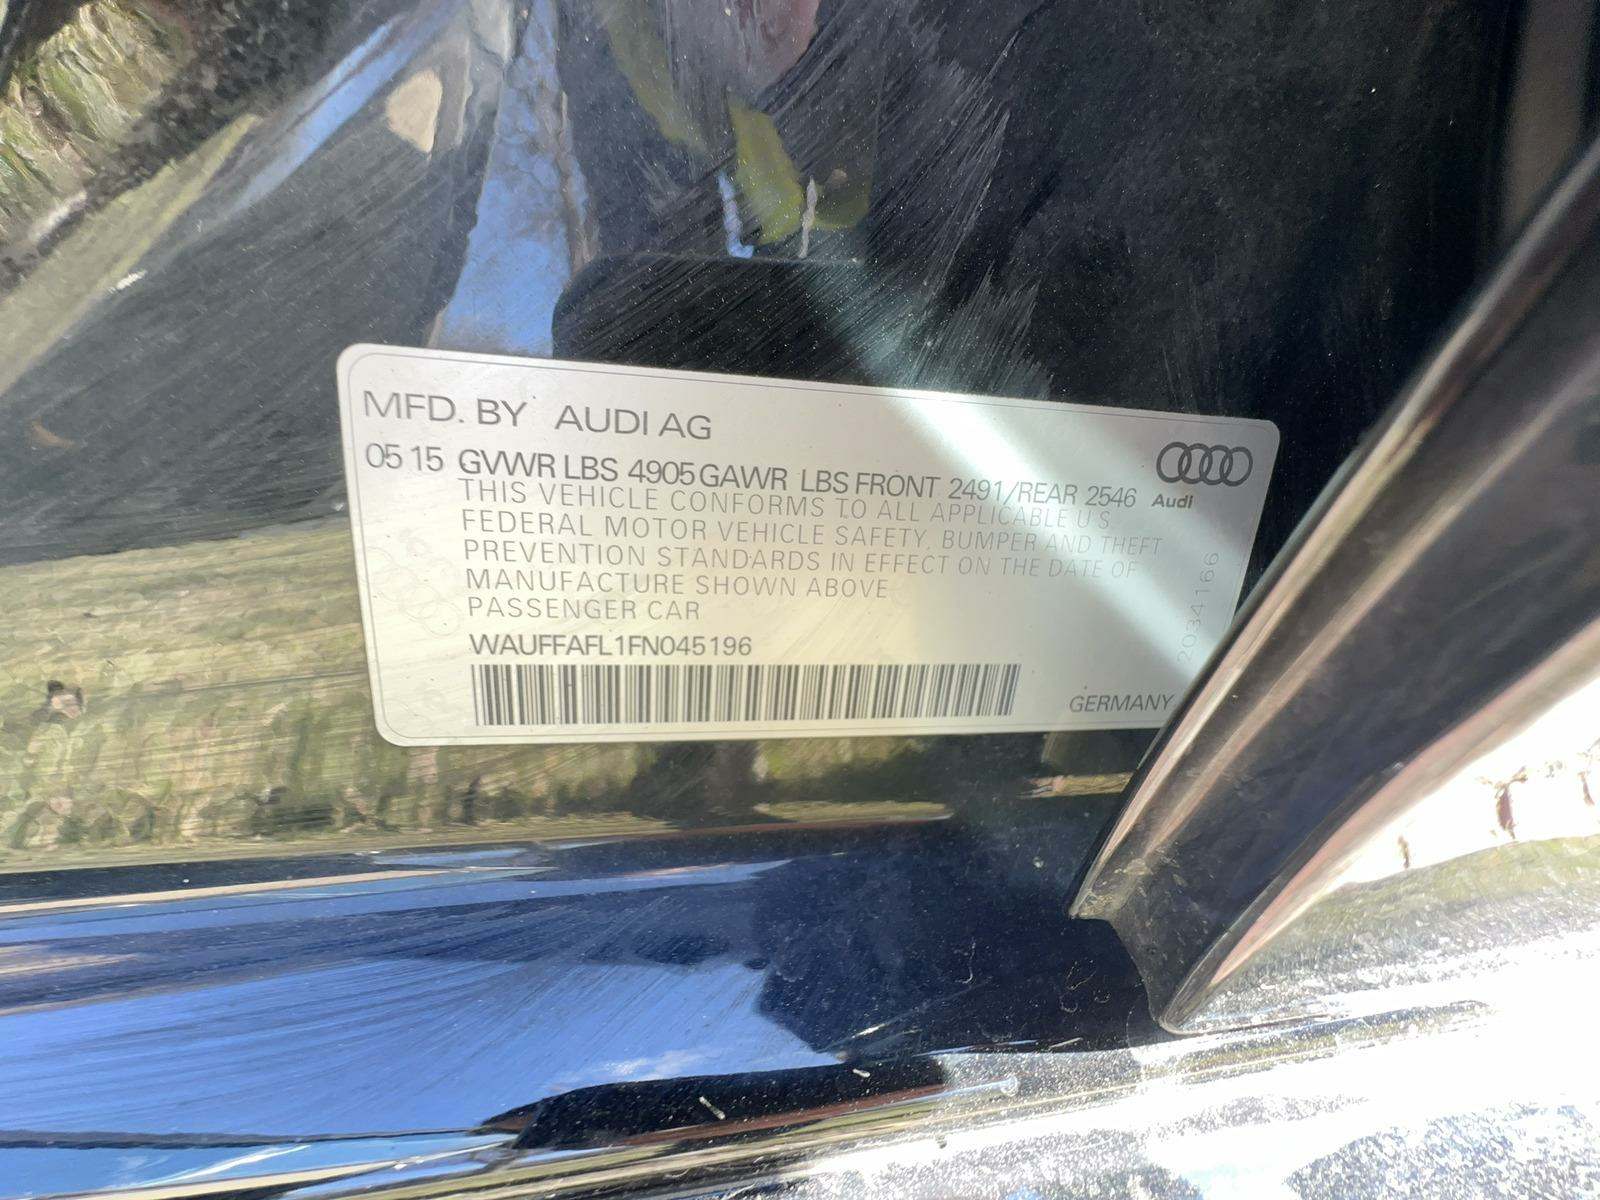 MFD. BY AUDI AG
05 15 GVWR LBS 4905 GAWR LBS FRONT 2491/REAR 2546
Audi
THIS VEHICLE CONFORMS TO ALL APPLICABLE U.S.
FEDERAL MOTOR VEHICLE SAFETY, BUMPER AND THEFT
PREVENTION STANDARDS IN EFFECT ON THE DATE OF
MANUFACTURE SHOWN ABOVE
PASSENGER CAR
WAUFFAFL1FN045196
GERMANY
20341166